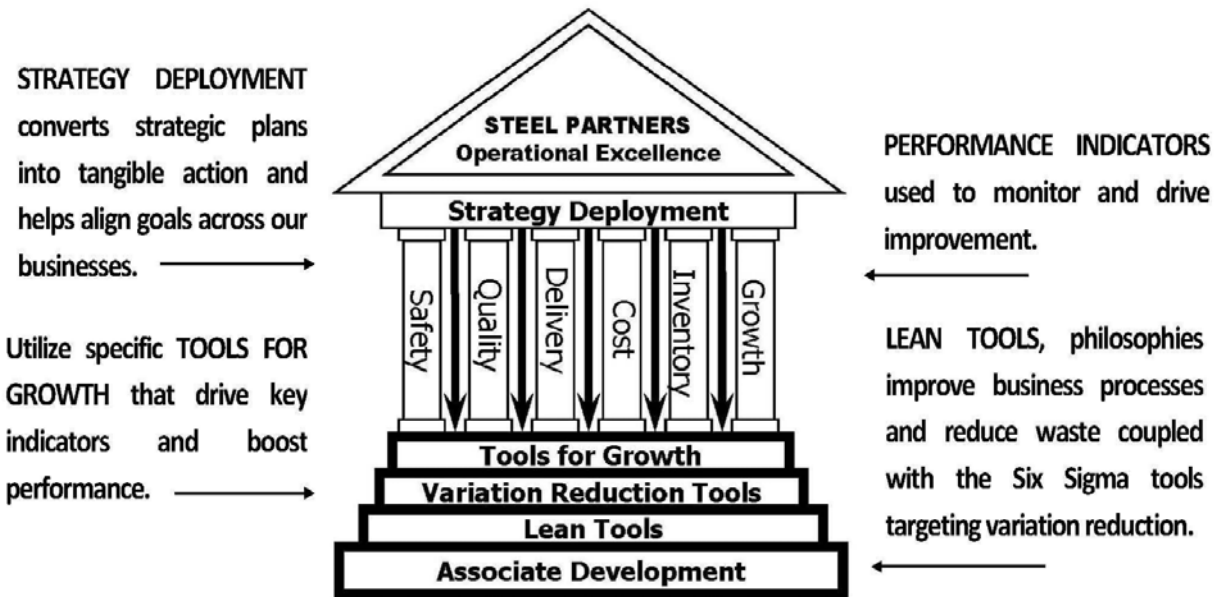 STRATEGY DEPLOYMENT
converts strategic plans
into tangible action and
helps align goals across our
businesses.
Utilize specific TOOLS FOR
GROWTH that drive key
indicators and boost
performance.
STEEL PARTNERS
Operational Excellence
Strategy Deployment
Safety
Quality
Delivery
Cost
Inventory
Growth
Tools for Growth
Variation Reduction Tools
Lean Tools
Associate Development
PERFORMANCE INDICATORS
used to monitor and drive
improvement.
LEAN TOOLS, philosophies
improve business processes
and reduce waste coupled
with the Six Sigma tools
targeting variation reduction.